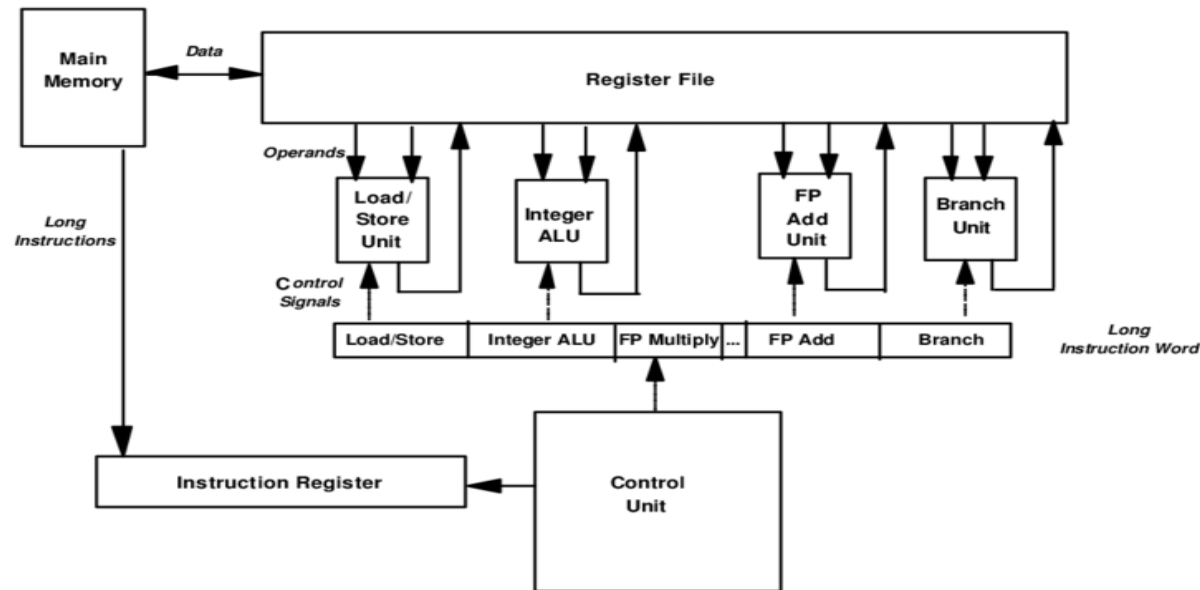 Main
Memory
Data
Register File
Operands
Load/
Store
Unit
Integer
ALU
FP
Add
Unit
Branch
Unit
Long
Instructions
Control
Signals
Load/Store
Integer ALU
FP Multiply
...
FP Add
Branch
Long
Instruction Word
Instruction Register
Control
Unit